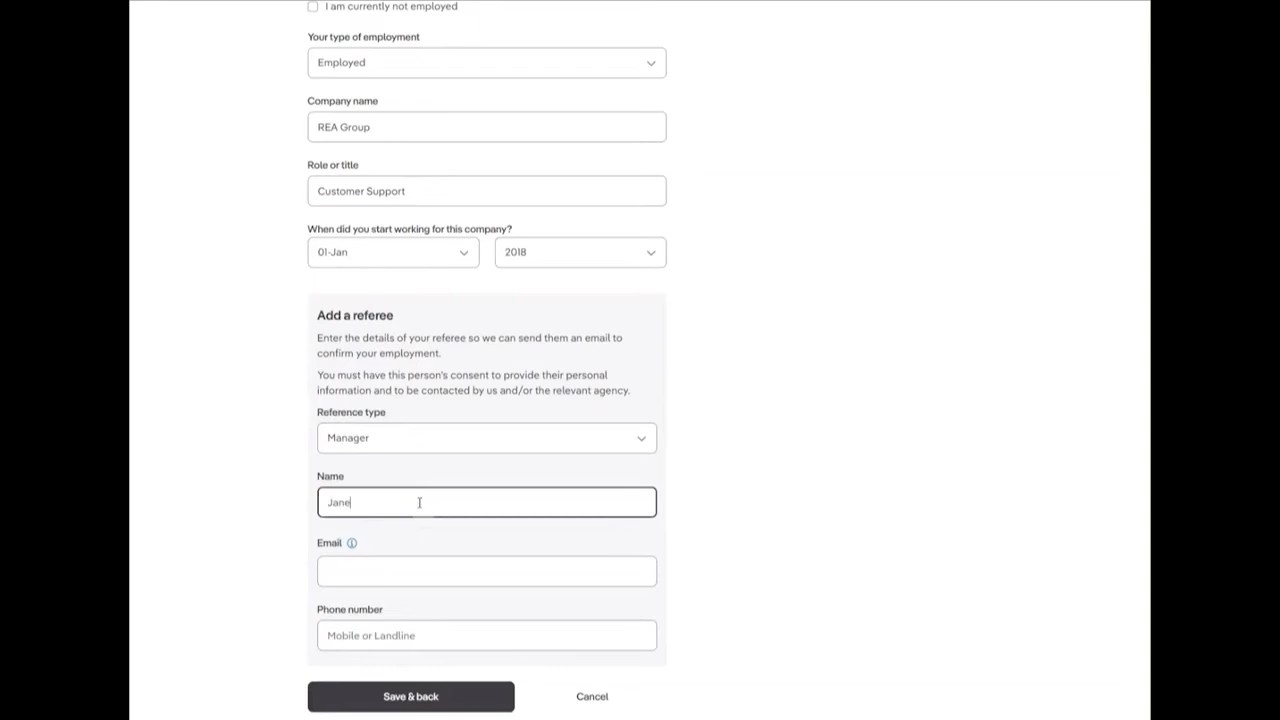 I am currently not employed
Your type of employment
Employed
Company name
REA Group
Role or title
Customer Support
When did you start working for this company?
01-Jan 2018
Add a referee
Enter the details of your referee so we can send them an email to
confirm your employment.
You must have this person's consent to provide their personal
information and to be contacted by us and/or the relevant agency.
Reference type
Manager
Name
Jane
Email
Phone number
Mobile or Landline
Save & back Cancel